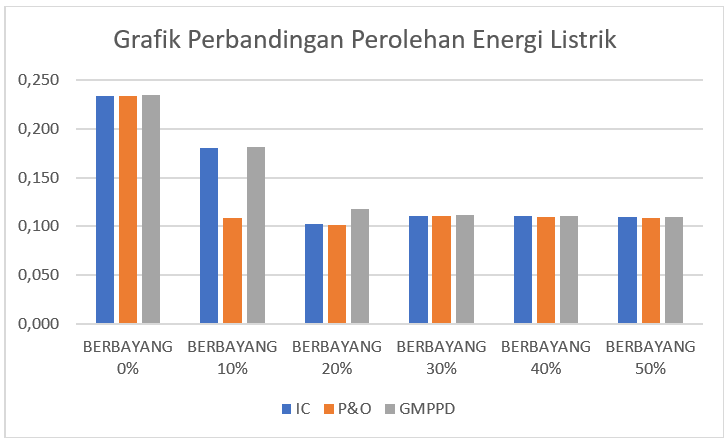 Grafik Perbandingan Perolehan Energi Listrik
0,250
0,200
0,150
0,100
0,050
0,000
BERBAYANG 0%
BERBAYANG 10%
BERBAYANG 20%
BERBAYANG 30%
BERBAYANG 40%
BERBAYANG 50%
IC P&O GMPPD